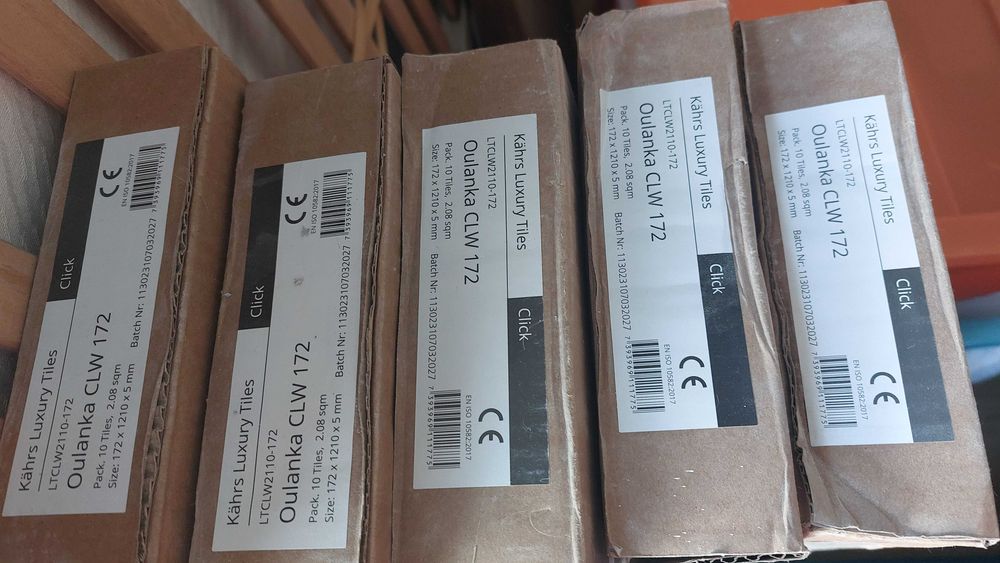 Kährs Luxury Tiles
Click
LTCLW2110-172
Oulanka CLW 172
Pack. 10 Tiles, 2.08 sqm
Size: 172 x 1210 x 5 mm
Batch Nr: 113023107032027
CE
EN ISO 10582:2017
7393969111775
Kährs Luxury Tiles
Click
LTCLW2110-172
Oulanka CLW 172
Pack. 10 Tiles, 2.08 sqm
Size: 172 x 1210 x 5 mm
Batch Nr: 113023107032027
CE
EN ISO 10582:2017
7393969111775
Kährs Luxury Tiles
Click
LTCLW2110-172
Oulanka CLW 172
Pack. 10 Tiles, 2.08 sqm
Size: 172 x 1210 x 5 mm
Batch Nr: 113023107032027
CE
EN ISO 10582:2017
7393969111775
Kährs Luxury Tiles
Click
LTCLW2110-172
Oulanka CLW 172
Pack. 10 Tiles, 2.08 sqm
Size: 172 x 1210 x 5 mm
Batch Nr: 113023107032027
CE
EN ISO 10582:2017
7393969111775
Kährs Luxury Tiles
Click
LTCLW2110-172
Oulanka CLW 172
Pack. 10 Tiles, 2.08 sqm
Size: 172 x 1210 x 5 mm
Batch Nr: 113023107032027
CE
EN ISO 10582:2017
7393969111775